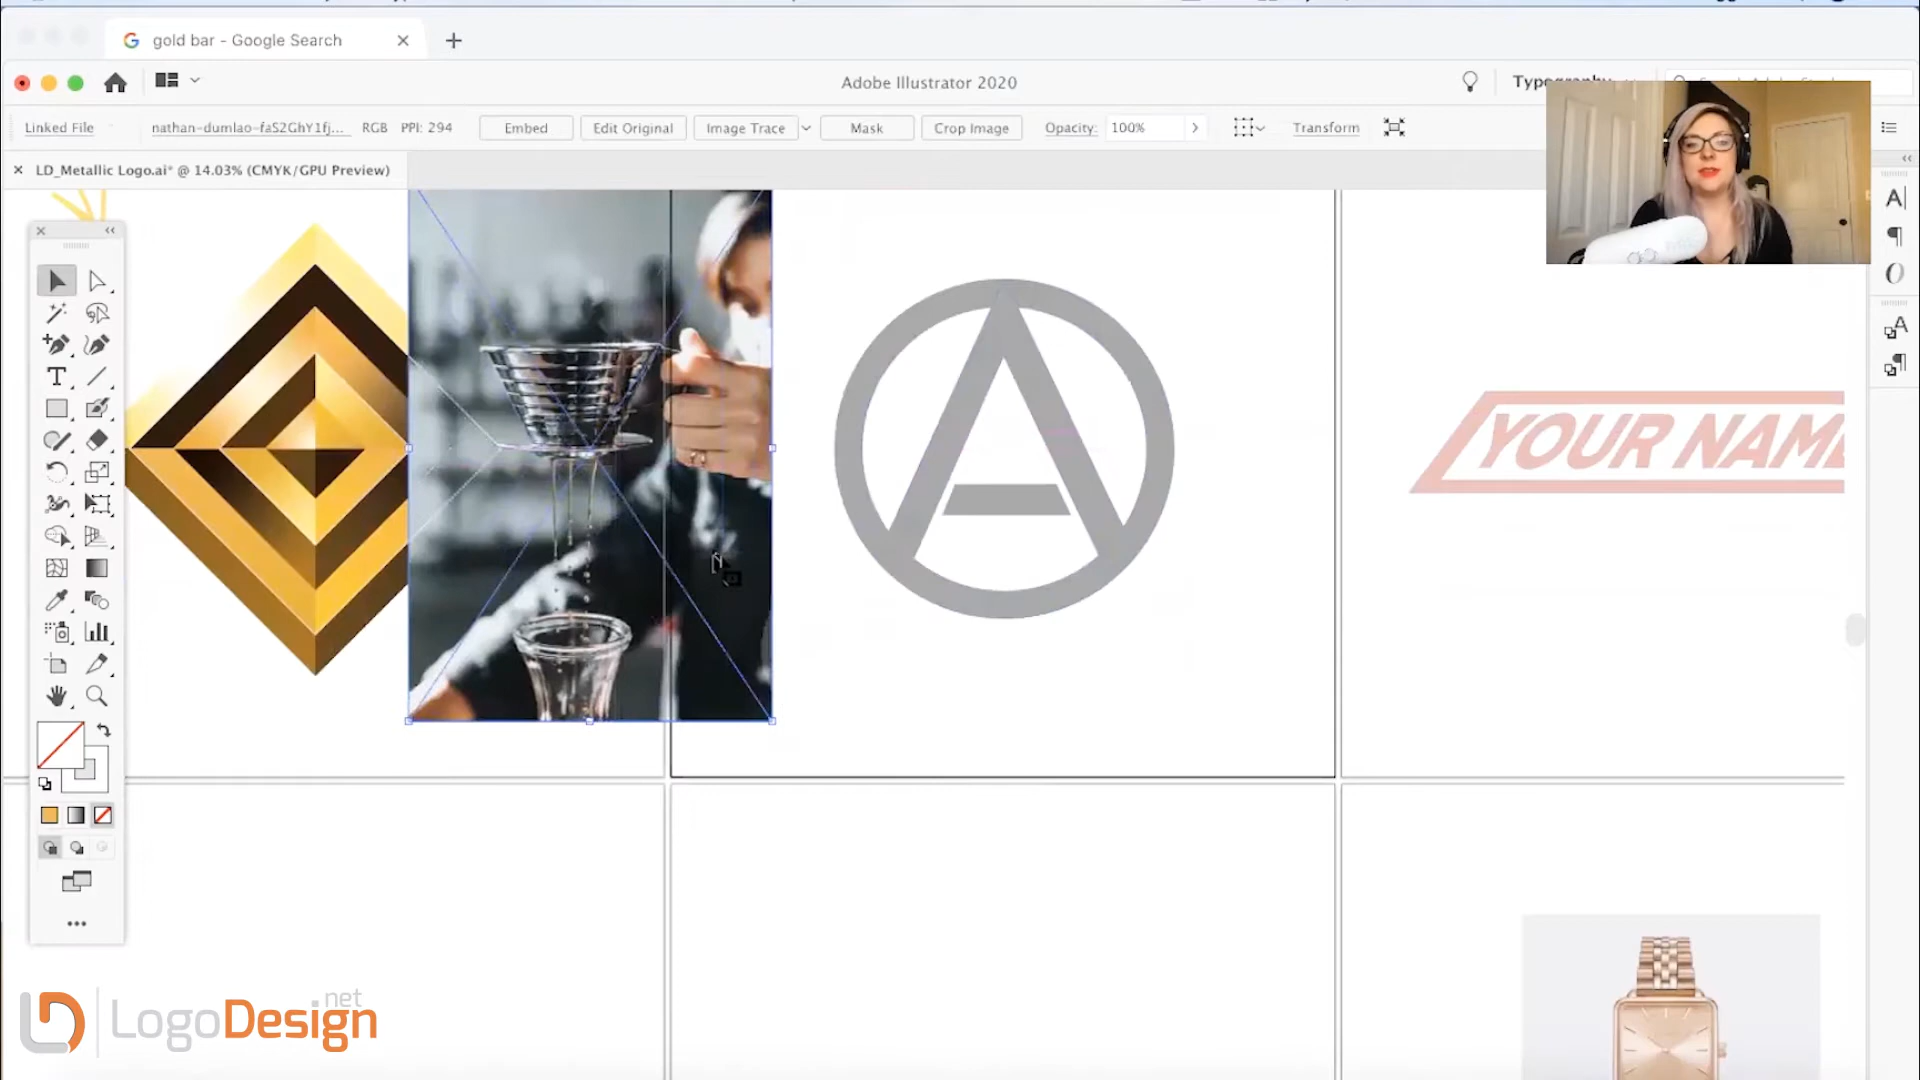 gold bar - Google Search
Adobe Illustrator 2020
Typography
Linked File
nathan-dumlao-faS2GhY1fj...
RGB
PPI: 294
Embed
Edit Original
Image Trace
Mask
Crop Image
Opacity:
100%
Transform
LD_Metallic Logo.ai* @ 14.03% (CMYK/GPU Preview)
A
YOUR NAME
LogoDesign
net